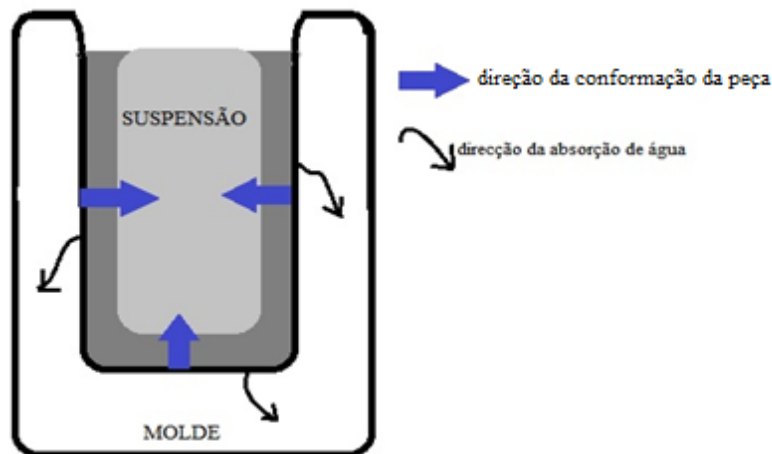 SUSPENSÃO
direção da conformação da peça
direcção da absorção de água
MOLDE